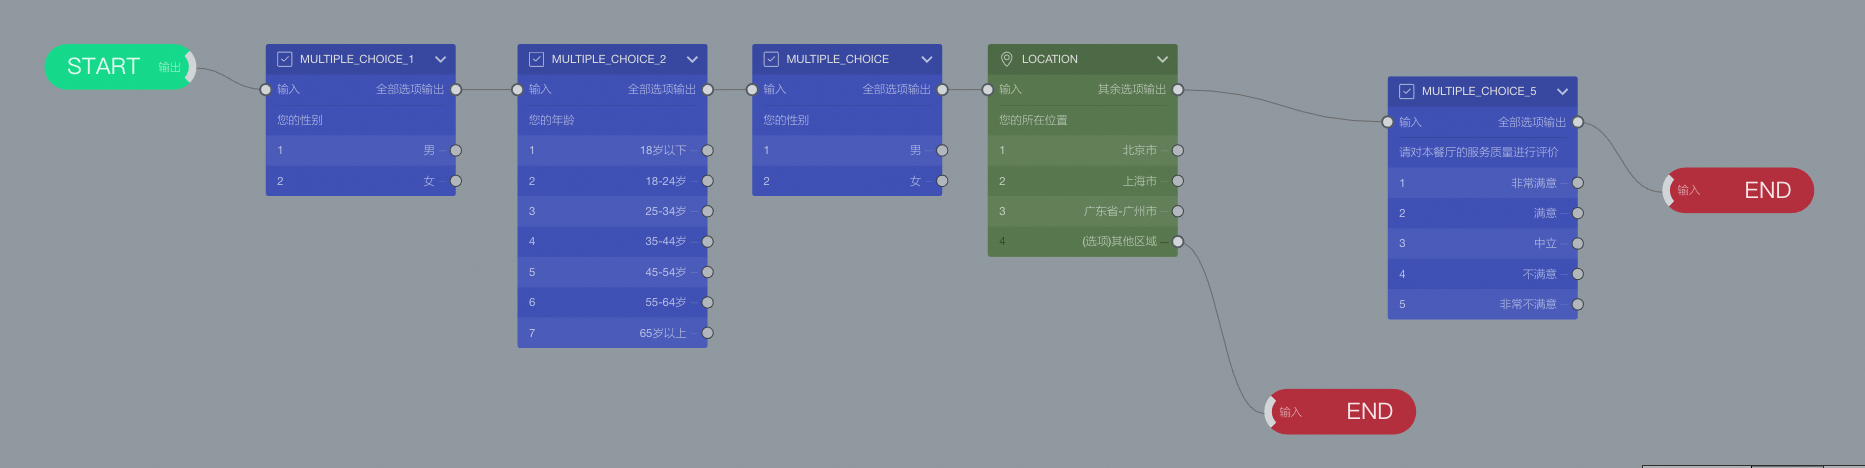 START 输出
MULTIPLE_CHOICE_1
输入 全部选项输出
您的性别
1 男
2 女
MULTIPLE_CHOICE_2
输入 全部选项输出
您的年龄
1 18岁以下
2 18-24岁
3 25-34岁
4 35-44岁
5 45-54岁
6 55-64岁
7 65岁以上
MULTIPLE_CHOICE
输入 全部选项输出
您的性别
1 男
2 女
LOCATION
输入 其余选项输出
您的所在位置
1 北京市
2 上海市
3 广东省-广州市
4 (选项)其他区域
MULTIPLE_CHOICE_5
输入 全部选项输出
请对本餐厅的服务质量进行评价
1 非常满意
2 满意
3 中立
4 不满意
5 非常不满意
输入 END
输入 END